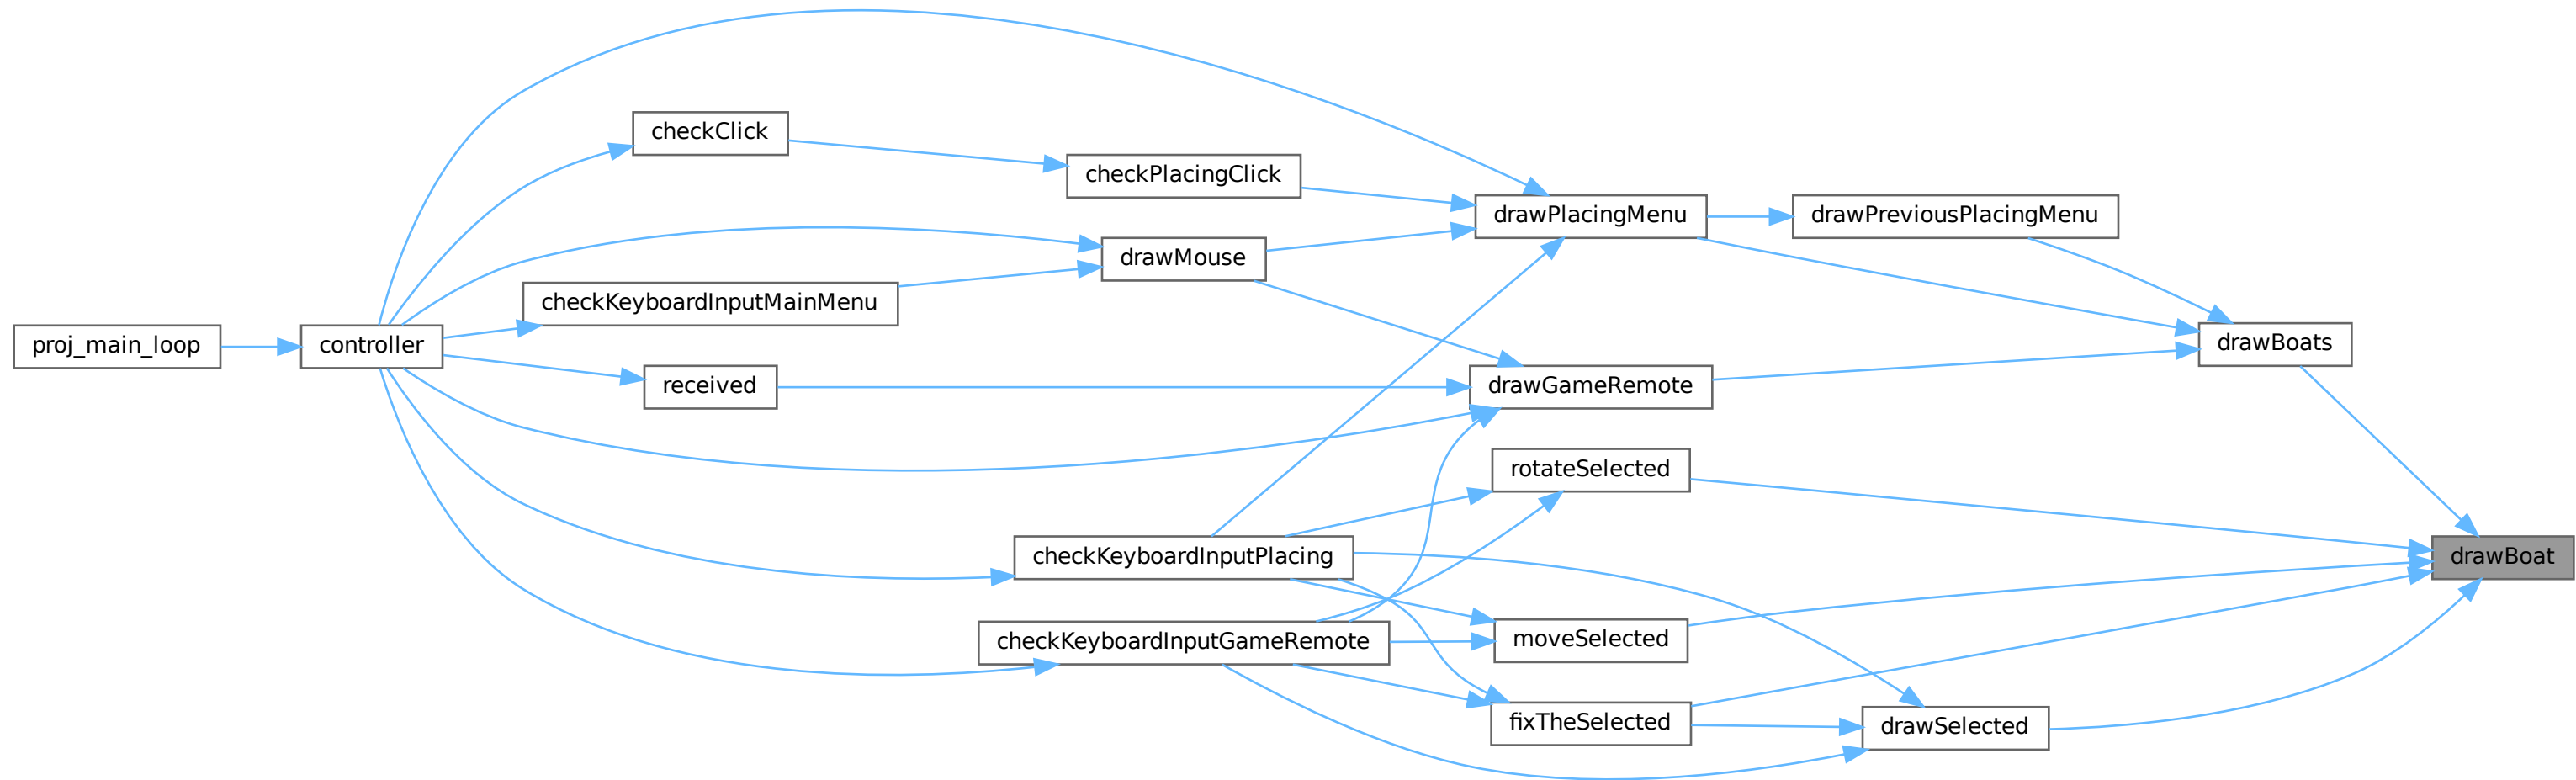 checkClick
checkPlacingClick
drawPlacingMenu
drawPreviousPlacingMenu
drawMouse
checkKeyboardInputMainMenu
proj_main_loop
controller
drawBoats
received
drawGameRemote
rotateSelected
checkKeyboardInputPlacing
drawBoat
checkKeyboardInputGameRemote
moveSelected
fixTheSelected
drawSelected